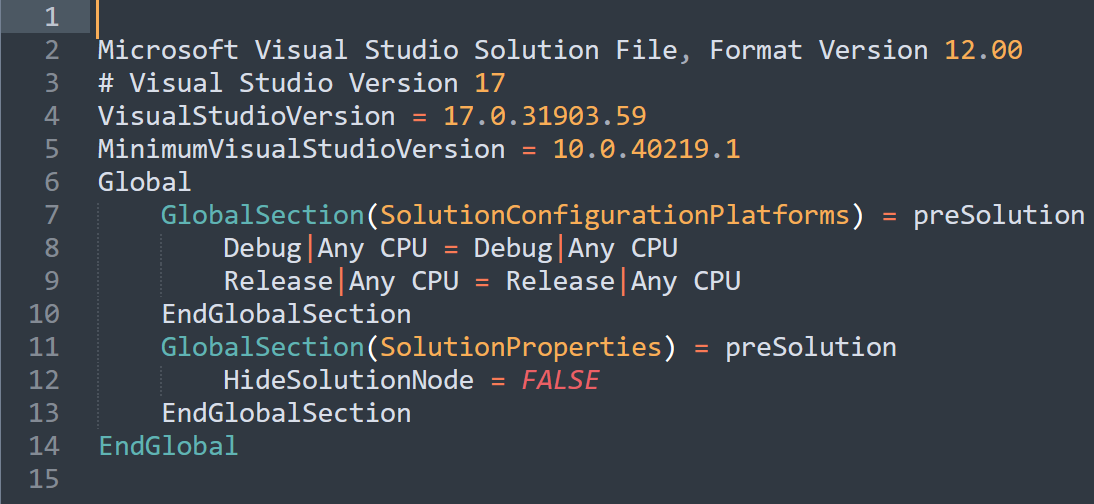 1
2 Microsoft Visual Studio Solution File, Format Version 12.00
3 # Visual Studio Version 17
4 VisualStudioVersion = 17.0.31903.59
5 MinimumVisualStudioVersion = 10.0.40219.1
6 Global
7     GlobalSection(SolutionConfigurationPlatforms) = preSolution
8         Debug|Any CPU = Debug|Any CPU
9         Release|Any CPU = Release|Any CPU
10     EndGlobalSection
11     GlobalSection(SolutionProperties) = preSolution
12         HideSolutionNode = FALSE
13     EndGlobalSection
14 EndGlobal
15